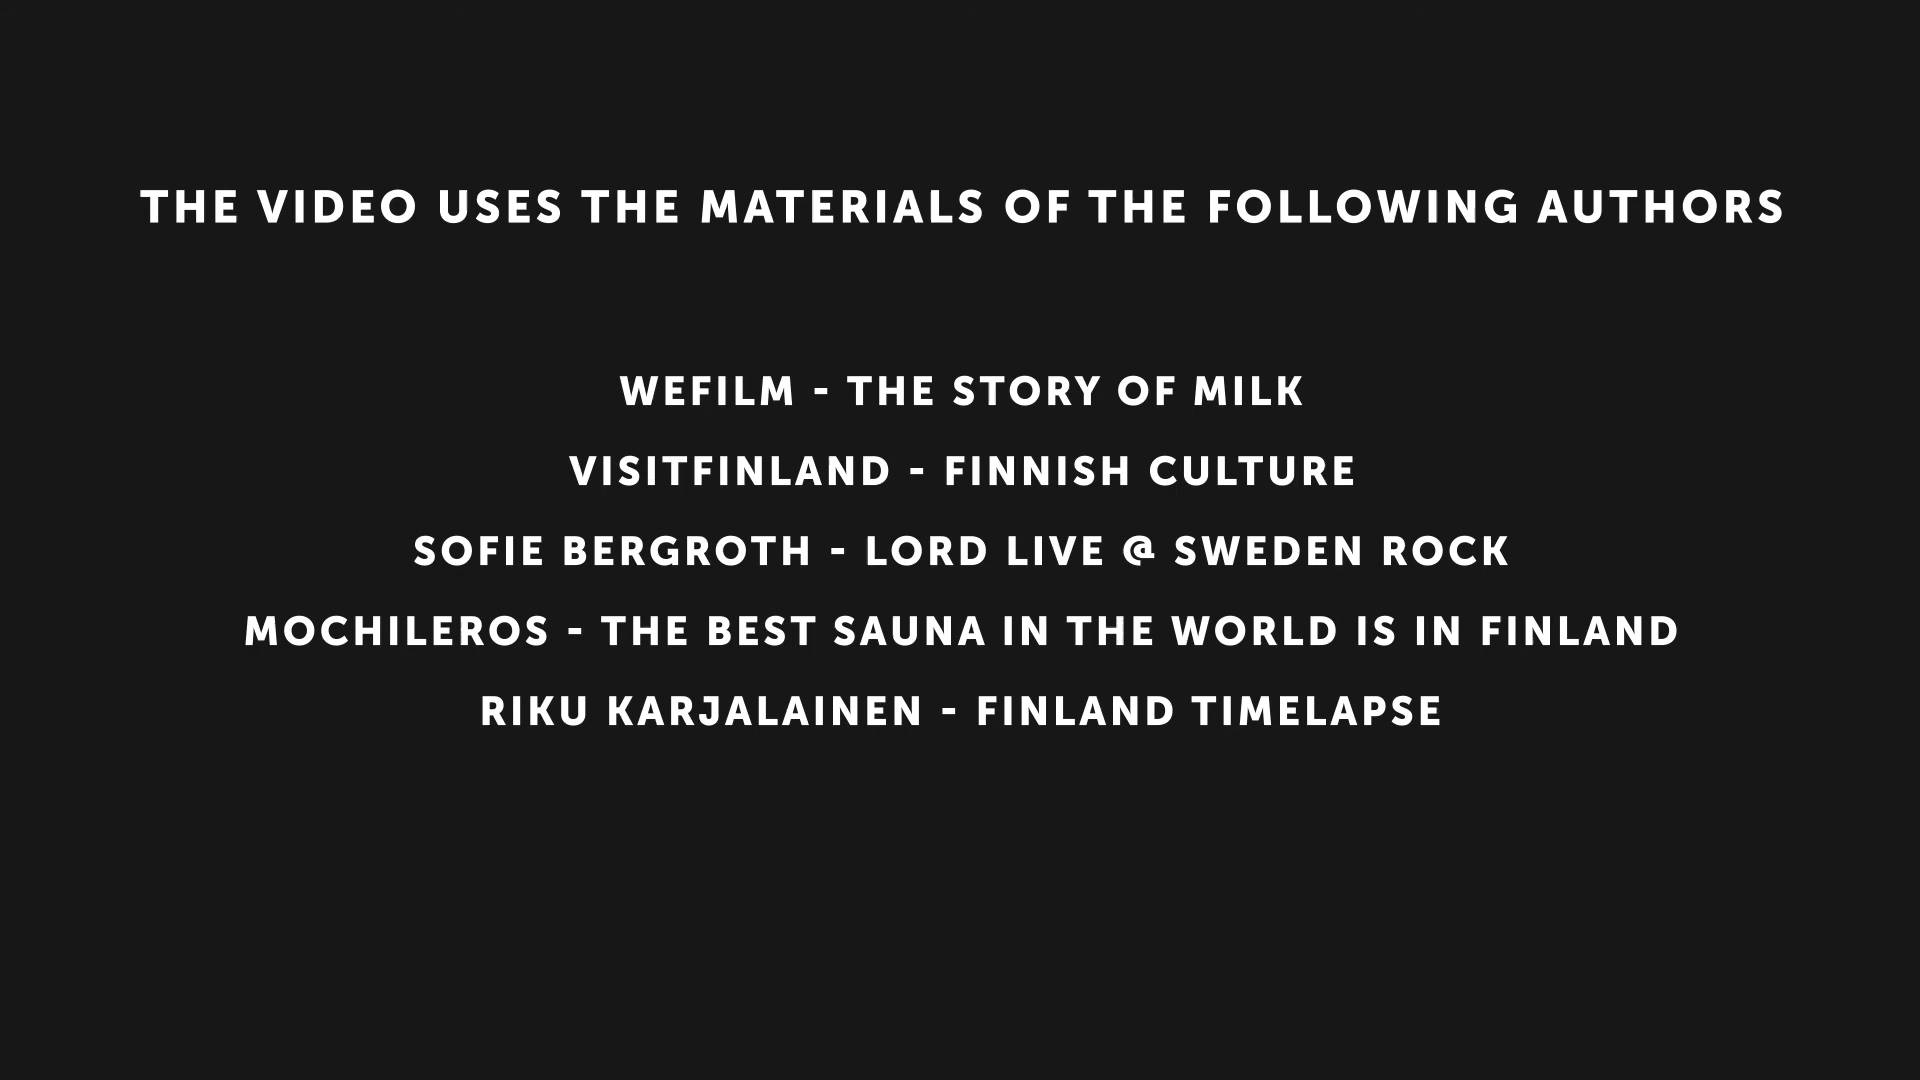 THE VIDEO USES THE MATERIALS OF THE FOLLOWING AUTHORS
WEFILM - THE STORY OF MILK
VISITFINLAND - FINNISH CULTURE
SOFIE BERGROTH - LORD LIVE @ SWEDEN ROCK
MOCHILEROS - THE BEST SAUNA IN THE WORLD IS IN FINLAND
RIKU KARJALAINEN - FINLAND TIMELAPSE